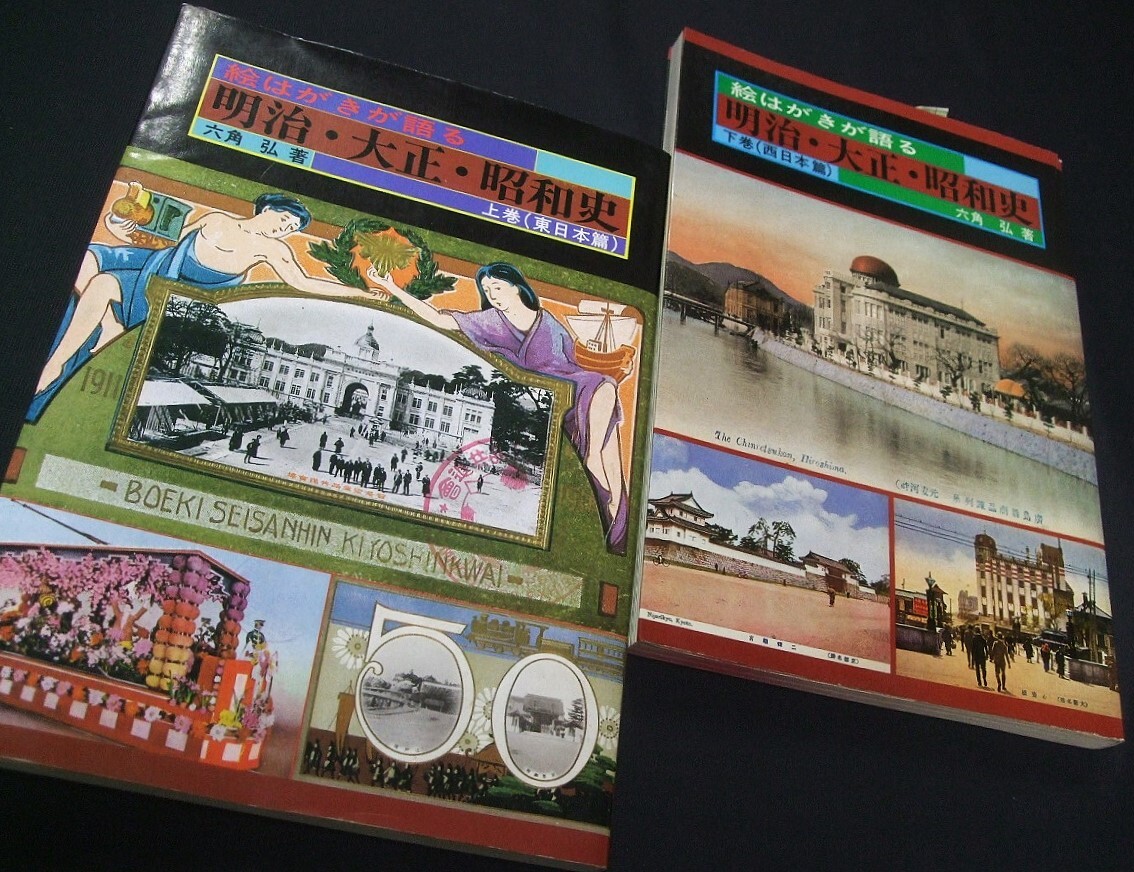 絵はがきが語る
明治・大正・昭和史
六角 弘 著
上巻(東日本篇)
1911
- BOEKI SEISANHIN KIYOSHINKWAI -
50
絵はがきが語る
明治・大正・昭和史
下巻(西日本篇)
六角 弘 著
The Chinretsukan, Hiroshima.
Nijorikyu, Kyoto.